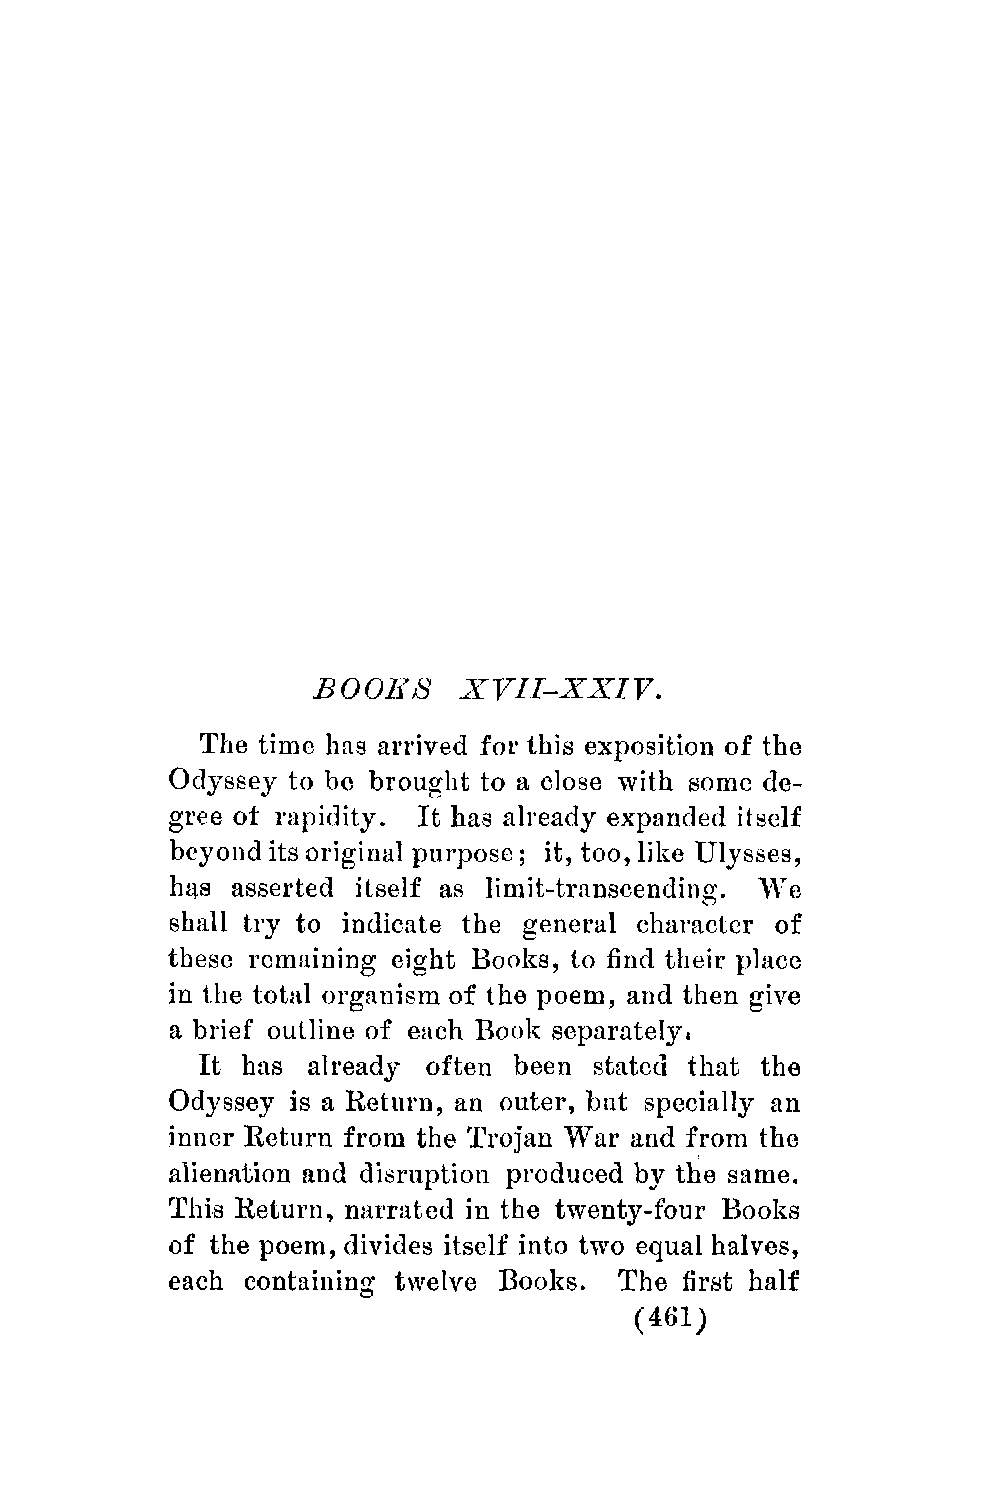 BOOKS XVII-XXIV.
The time has arrived for this exposition of the
Odyssey to be brought to a close with some de-
gree of rapidity. It has already expanded itself
beyond its original purpose; it, too, like Ulysses,
has asserted itself as limit-transcending. We
shall try to indicate the general character of
these remaining eight Books, to find their place
in the total organism of the poem, and then give
a brief outline of each Book separately.
It has already often been stated that the
Odyssey is a Return, an outer, but specially an
inner Return from the Trojan War and from the
alienation and disruption produced by the same.
This Return, narrated in the twenty-four Books
of the poem, divides itself into two equal halves,
each containing twelve Books. The first half
(461)